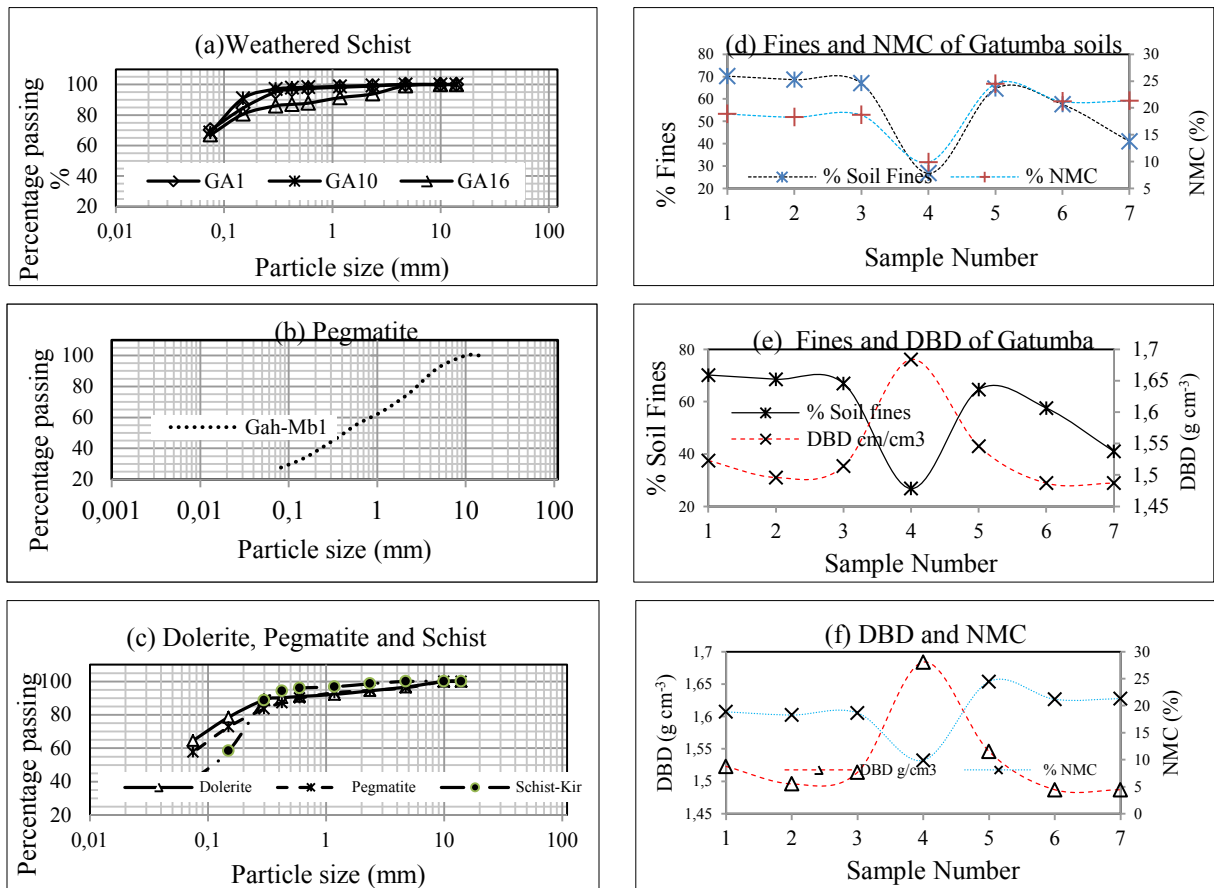 (a)Weathered Schist
Percentage passing
%
100
80
60
40
20
GA1 GA10 GA16
0,01 0,1 1 10 100
Particle size (mm)
(b) Pegmatite
Percentage passing
100
80
60
40
20
Gah-Mb1
0,001 0,01 0,1 1 10 100
Particle size (mm)
(c) Dolerite, Pegmatite and Schist
Percentage passing
100
80
60
40
20
Dolerite Pegmatite Schist-Kir
0,01 0,1 1 10 100
Particle size (mm)
(d) Fines and NMC of Gatumba soils
% Fines
80
70
60
50
40
30
20
30
25
20
15
10
5
NMC (%)
% Soil Fines % NMC
1 2 3 4 5 6 7
Sample Number
(e) Fines and DBD of Gatumba
% Soil Fines
80
60
40
20
1,7
1,65
1,6
1,55
1,5
1,45
DBD (g cm-3)
% Soil fines
DBD cm/cm3
1 2 3 4 5 6 7
Sample Number
(f) DBD and NMC
DBD (g cm-3)
1,7
1,65
1,6
1,55
1,5
1,45
30
25
20
15
10
5
0
NMC (%)
DBD g/cm3 % NMC
1 2 3 4 5 6 7
Sample Number